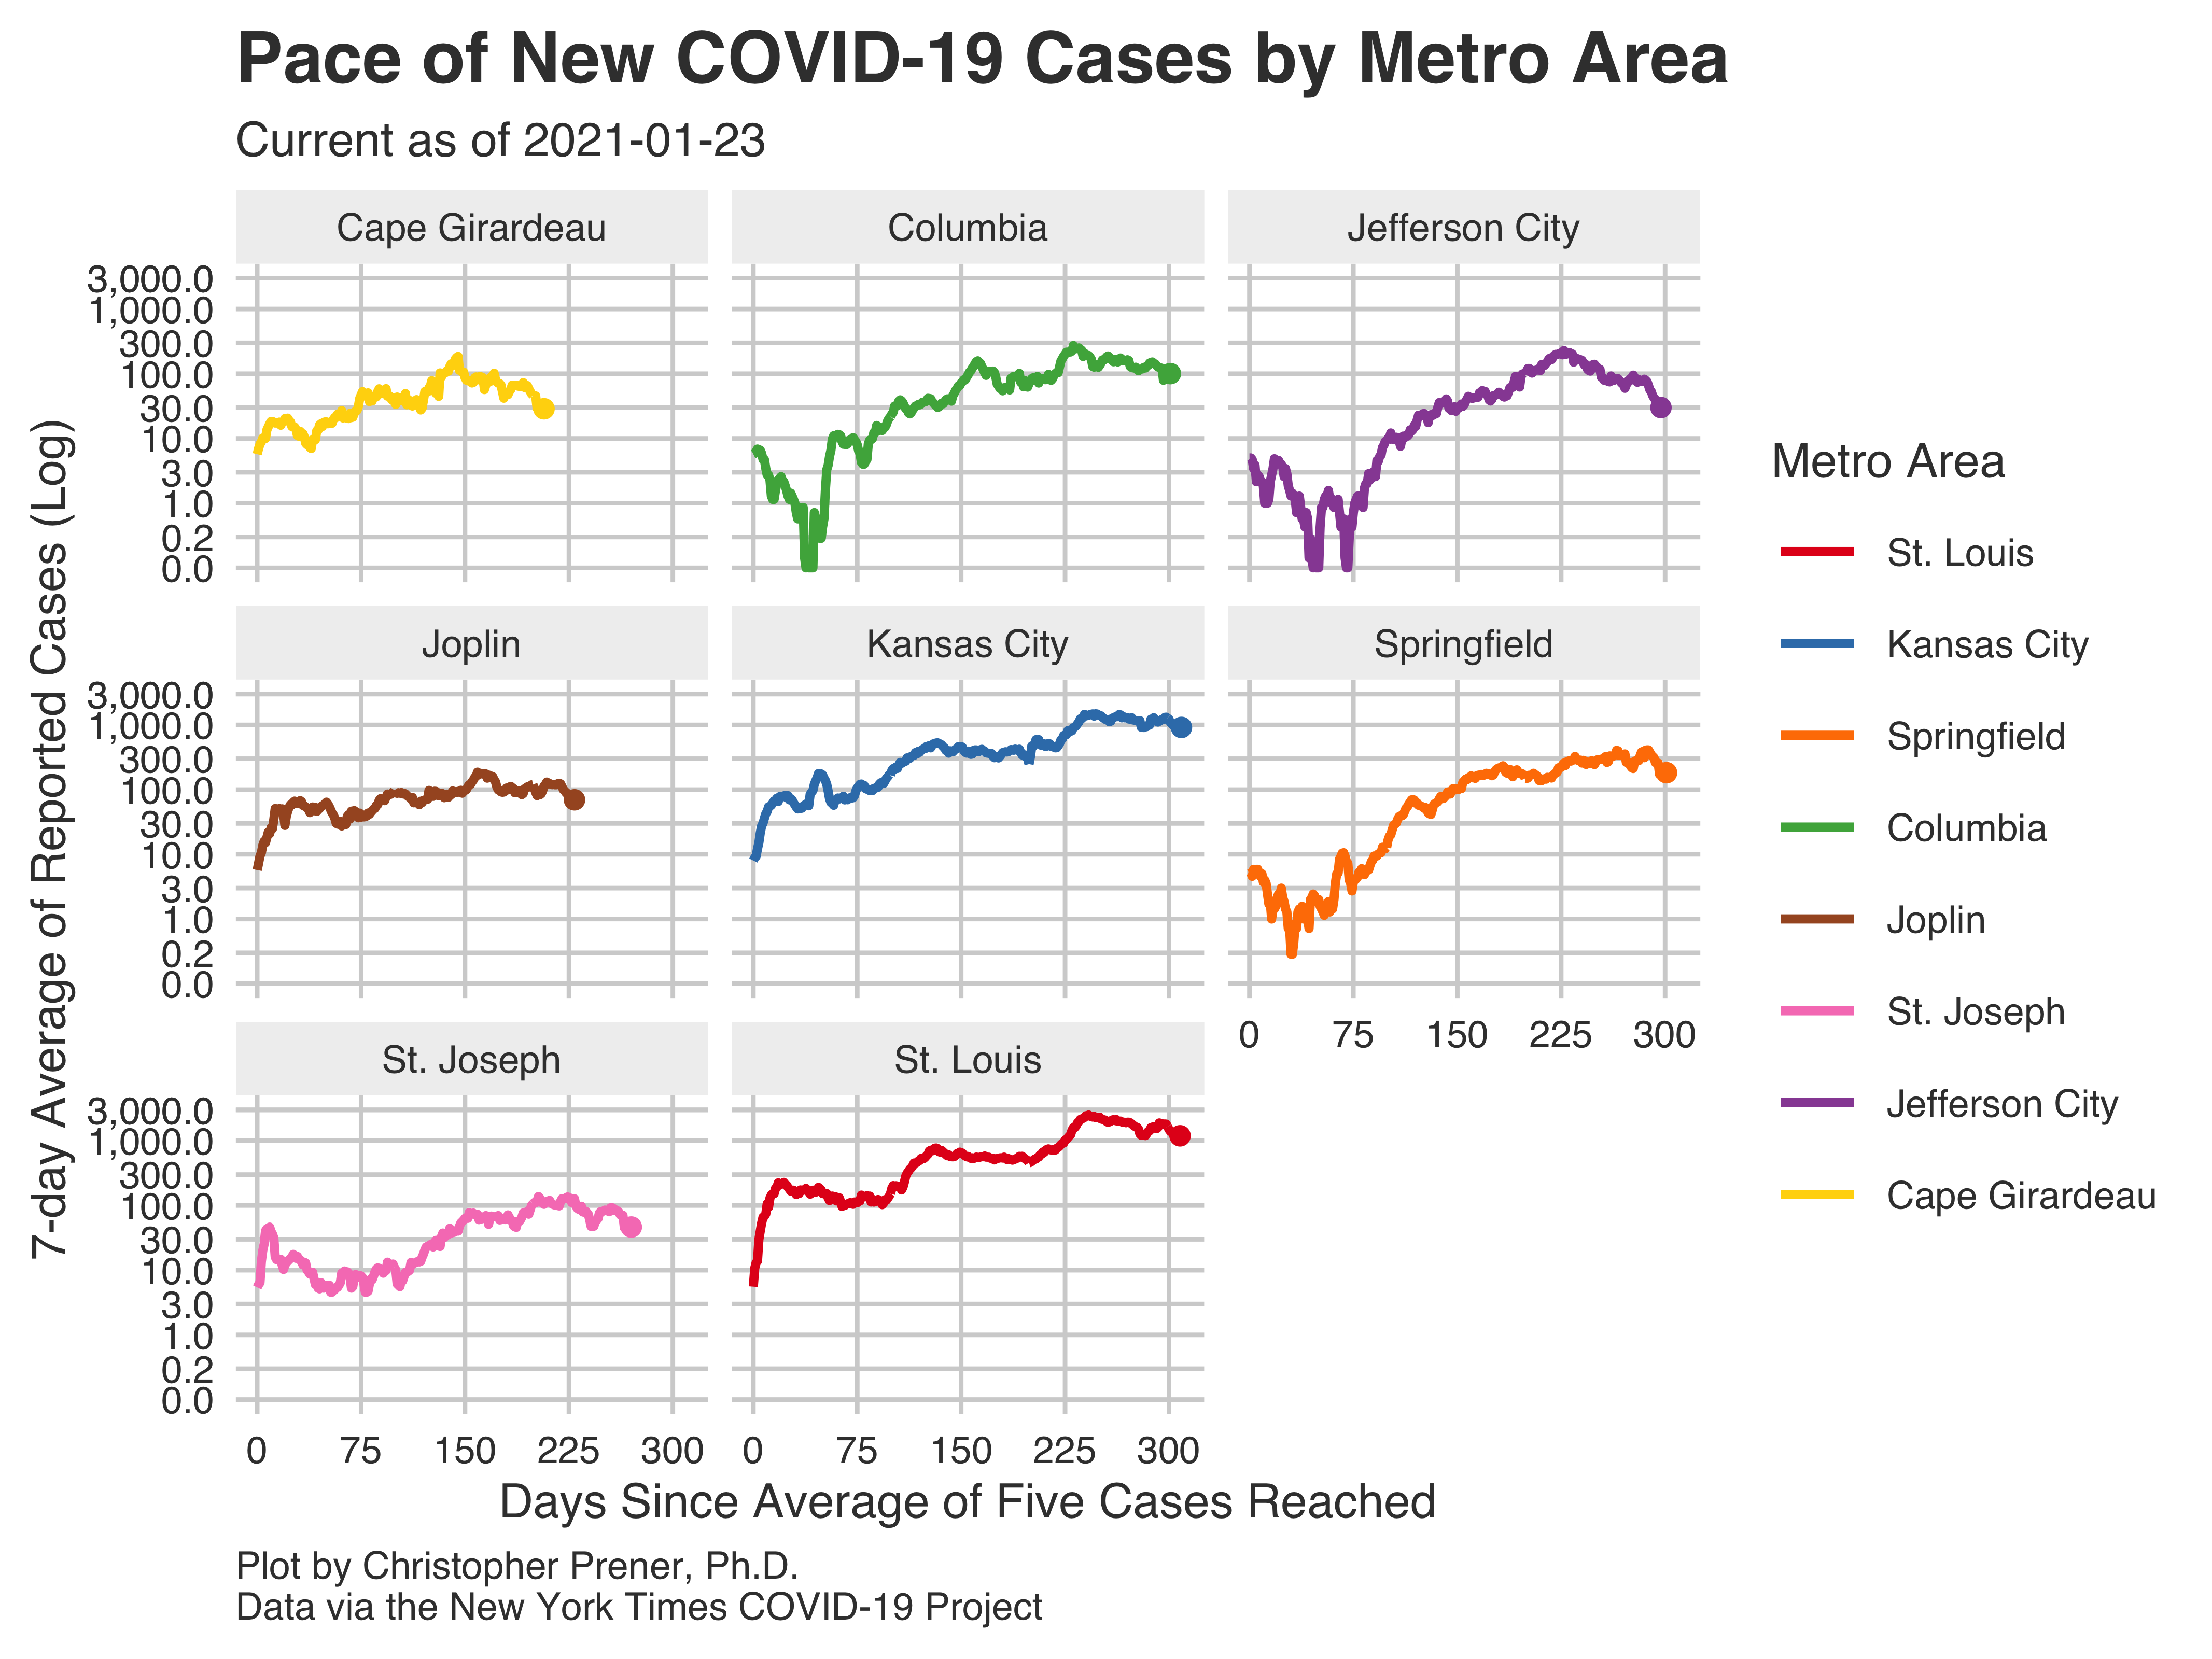 Pace of New COVID-19 Cases by Metro Area
Current as of 2021-01-23
Cape Girardeau
Columbia
Jefferson City
3,000.0
1,000.0
300.0
100.0
30.0
10.0
3.0
1.0
0.2
0.0
Joplin
Kansas City
Springfield
3,000.0
1,000.0
300.0
100.0
30.0
10.0
3.0
1.0
0.2
0.0
0 75 150 225 300
St. Joseph
St. Louis
3,000.0
1,000.0
300.0
100.0
30.0
10.0
3.0
1.0
0.2
0.0
0 75 150 225 300
0 75 150 225 300
7-day Average of Reported Cases (Log)
Days Since Average of Five Cases Reached
Metro Area
St. Louis
Kansas City
Springfield
Columbia
Joplin
St. Joseph
Jefferson City
Cape Girardeau
Plot by Christopher Prener, Ph.D.
Data via the New York Times COVID-19 Project